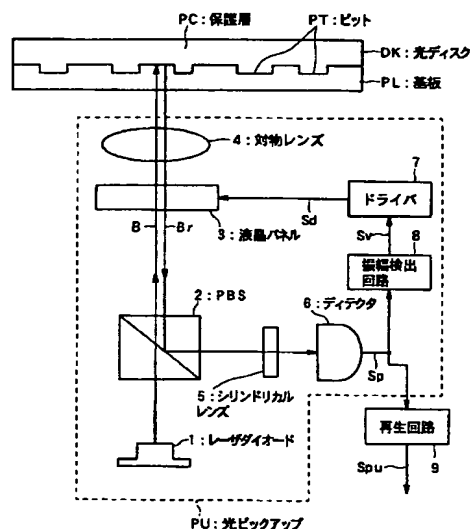 PC:保護層
PT:ピット
DK:光ディスク
PL:基板
4:対物レンズ
7
ドライバ
Sd
B
Br
3:液晶パネル
Sv
8
振幅検出
回路
2:PBS
6:ディテクタ
Sp
5:シリンドリカル
レンズ
再生回路
1:レーザダイオード
Spu
9
PU:光ピックアップ